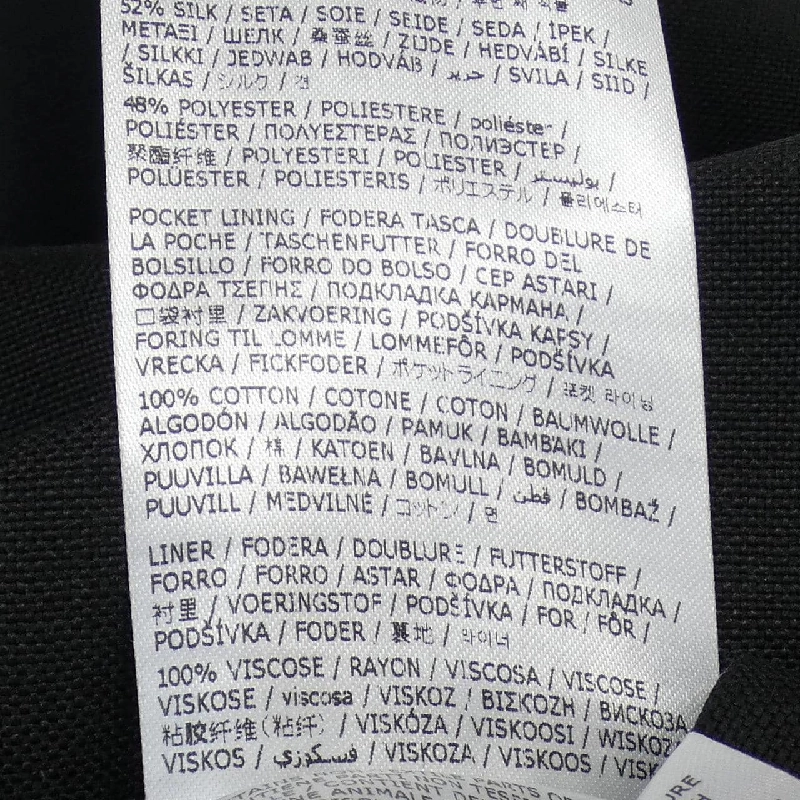 52% SILK / SETA / SOIE / SEIDE / SEDA / İPEK /
ΜΕΤΑΞΙ / ШЕЛК / 桑蚕丝 / ZIJDE / HEDVÁBÍ / SILKE
/ SILKKI / JEDWAB / HODVÁB / حرير / SVILA / SIID /
ŠILKAS / シルク / 견
48% POLYESTER / POLIESTERE / poliéster /
POLIÉSTER / ΠΟΛΥΕΣΤΕΡΑΣ / ПОЛИЭСТЕР /
聚酯纤维 / POLYESTERI / POLIESTER / بوليستر /
POLÜESTER / POLIESTERIS / ポリエステル / 폴리에스터
POCKET LINING / FODERA TASCA / DOUBLURE DE
LA POCHE / TASCHENFUTTER / FORRO DEL
BOLSILLO / FORRO DO BOLSO / CEP ASTARI /
ΦΟΔΡΑ ΤΣΕΠΗΣ / ПОДКЛАДКА КАРМАНА /
口袋衬里 / ZAKVOERING / PODŠÍVKA KAPSY /
FORING TIL LOMME / LOMMEFÔR / PODŠÍVKA
VRECKA / FICKFODER / ポケットライニング / 포켓 라이닝
100% COTTON / COTONE / COTON / BAUMWOLLE /
ALGODÓN / ALGODÃO / PAMUK / ΒΑΜΒΑΚΙ /
ХЛОПОК / 棉 / KATOEN / BAVLNA / BOMULD /
PUUVILLA / BAWEŁNA / BOMULL / قطن / BOMBAŽ /
PUUVILL / MEDVILNĖ / コットン / 면
LINER / FODERA / DOUBLURE / FUTTERSTOFF /
FORRO / FORRO / ASTAR / ΦΟΔΡΑ / ПОДКЛАДКА /
衬里 / VOERINGSTOF / PODŠÍVKA / FOR / FÔR /
PODŠÍVKA / FODER / 裏地 / 라이너
100% VISCOSE / RAYON / VISCOSA / VISCOSE /
VISKOSE / viscosa / VISKOZ / ΒΙΣΚΟΖΗ / ВИСКОЗА
粘胶纤维(粘纤) / VISKÓZA / VISKOOSI / WISKOZ
VISKOS / فسكوزي / VISKOZA / VISKOOS / VISK
PARTS D
CONTIENT DES
ANIMALE
URE